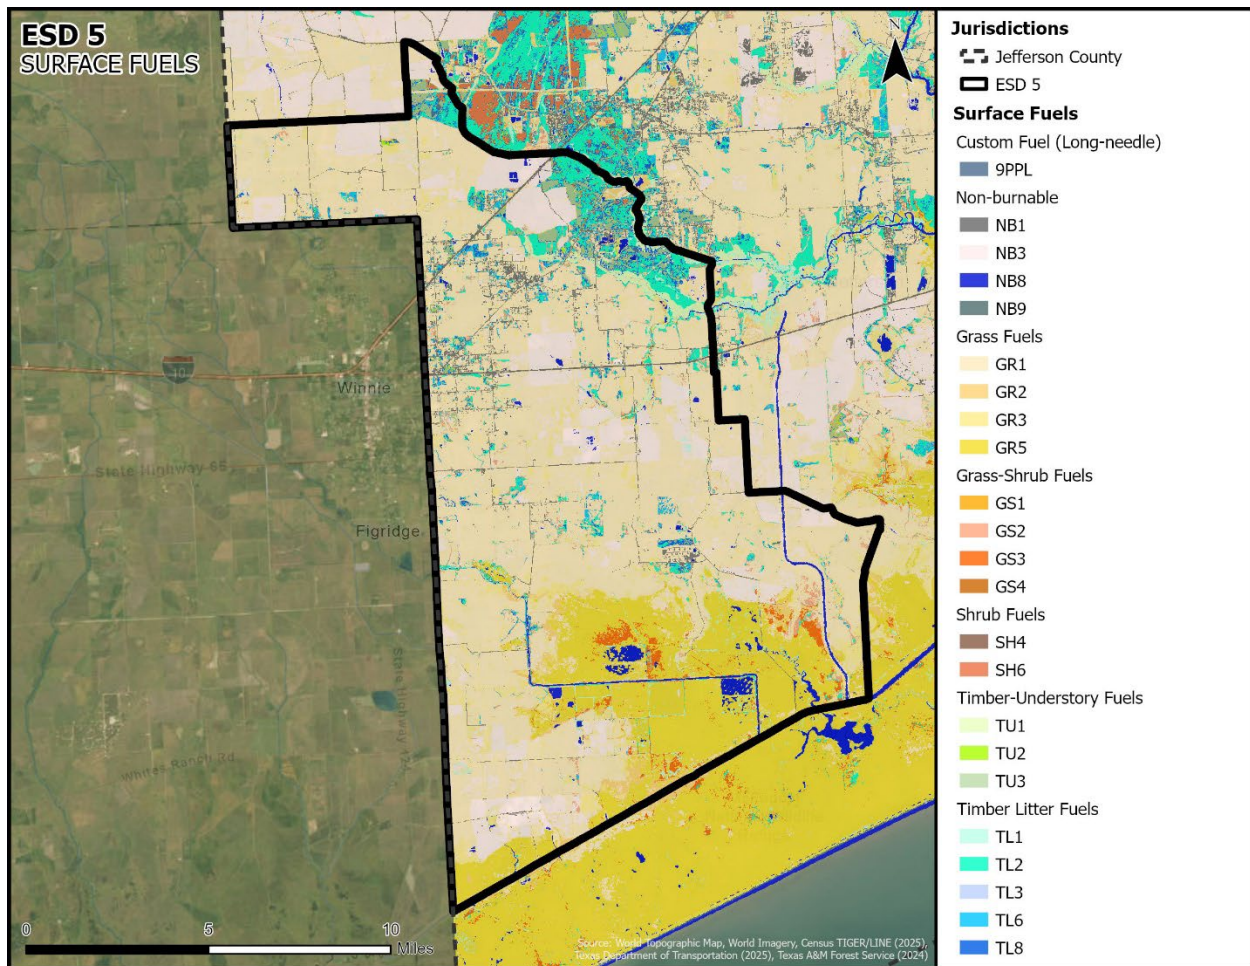 ESD 5
SURFACE FUELS
N
10
Winnie
State Highway 65
Figridge
State Highway 124
Whites Ranch Rd
0 5 10
Miles
Source: World Topographic Map, World Imagery, Census TIGER/LINE (2025),
Texas Department of Transportation (2025), Texas A&M Forest Service (2024)
Jurisdictions
Jefferson County
ESD 5
Surface Fuels
Custom Fuel (Long-needle)
9PPL
Non-burnable
NB1
NB3
NB8
NB9
Grass Fuels
GR1
GR2
GR3
GR5
Grass-Shrub Fuels
GS1
GS2
GS3
GS4
Shrub Fuels
SH4
SH6
Timber-Understory Fuels
TU1
TU2
TU3
Timber Litter Fuels
TL1
TL2
TL3
TL6
TL8